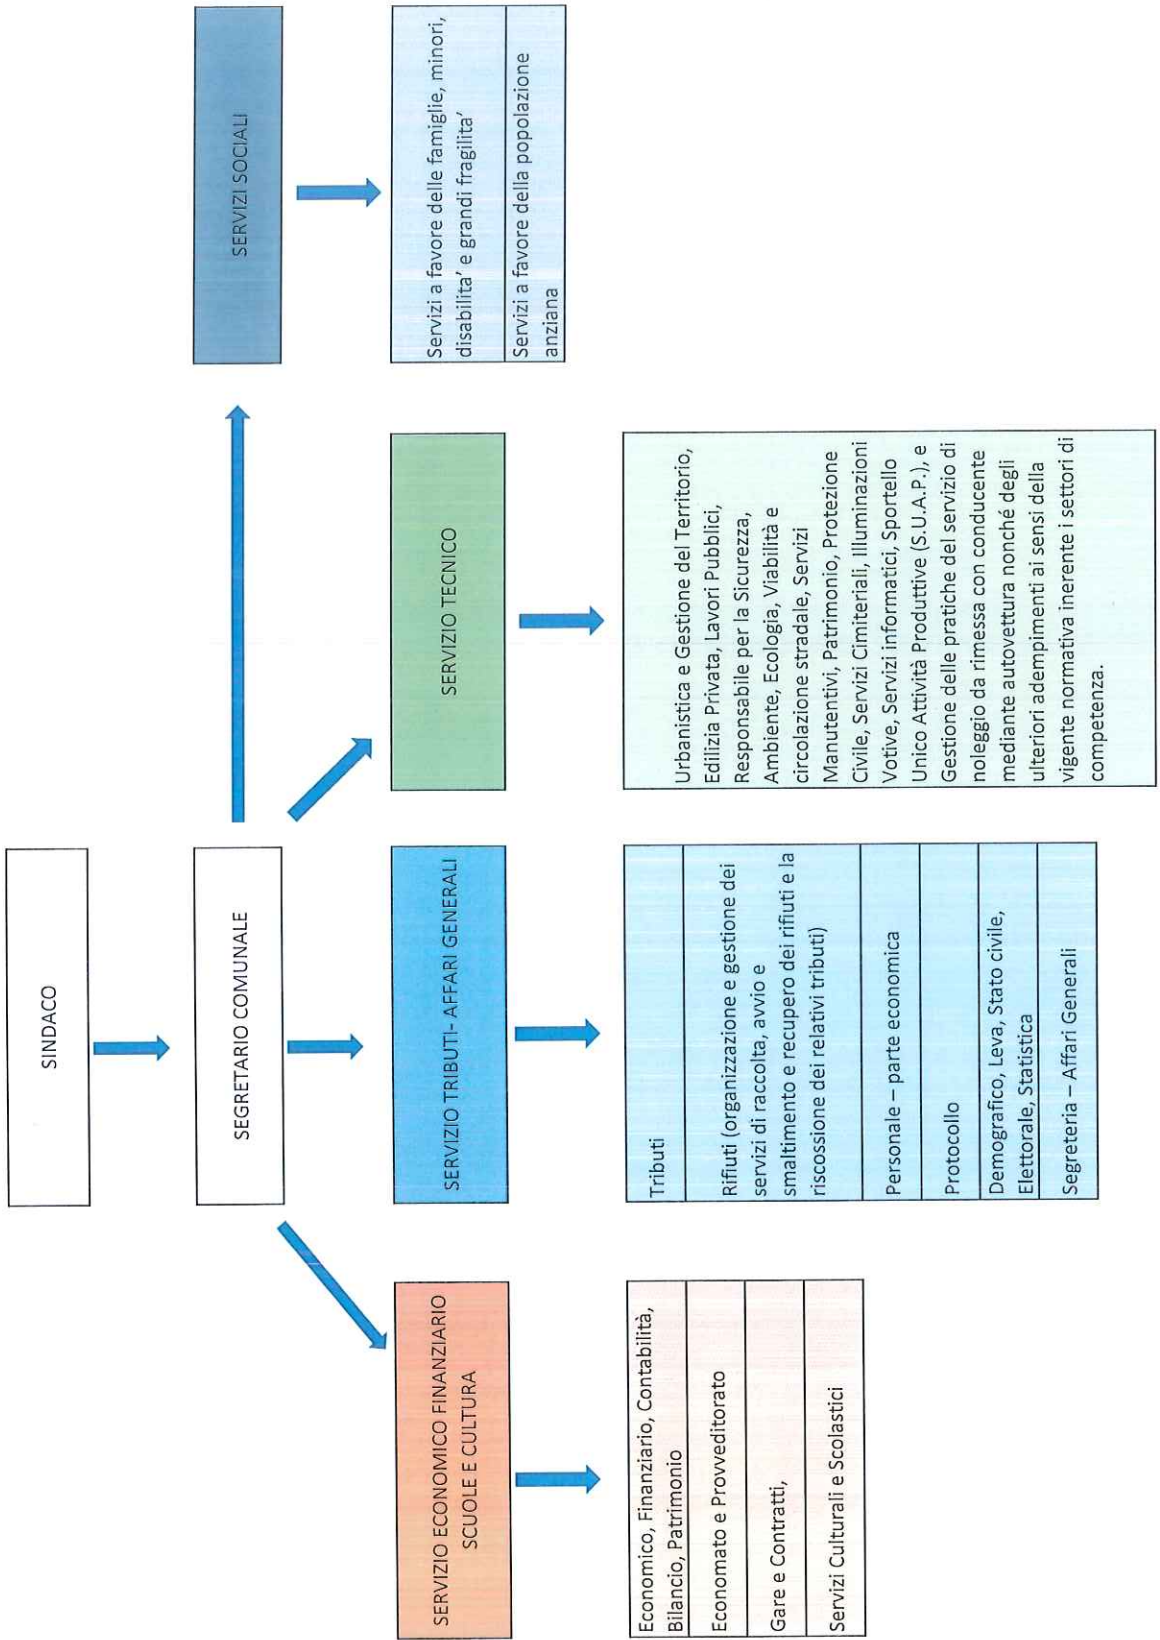 SINDACO
SEGRETARIO COMUNALE
SERVIZI SOCIALI
SERVIZIO ECONOMICO FINANZIARIO
SCUOLE E CULTURA
SERVIZIO TRIBUTI- AFFARI GENERALI
SERVIZIO TECNICO
Servizi a favore delle famiglie, minori,
disabilita' e grandi fragilita'
Servizi a favore della popolazione
anziana
Economico, Finanziario, Contabilità,
Bilancio, Patrimonio
Economato e Provveditorato
Gare e Contratti,
Servizi Culturali e Scolastici
Tributi
Rifiuti (organizzazione e gestione dei
servizi di raccolta, avvio e
smaltimento e recupero dei rifiuti e la
riscossione dei relativi tributi)
Personale – parte economica
Protocollo
Demografico, Leva, Stato civile,
Elettorale, Statistica
Segreteria – Affari Generali
Urbanistica e Gestione del Territorio,
Edilizia Privata, Lavori Pubblici,
Responsabile per la Sicurezza,
Ambiente, Ecologia, Viabilità e
circolazione stradale, Servizi
Manutentivi, Patrimonio, Protezione
Civile, Servizi Cimiteriali, Illuminazioni
Votive, Servizi informatici, Sportello
Unico Attività Produttive (S.U.A.P.), e
Gestione delle pratiche del servizio di
noleggio da rimessa con conducente
mediante autovettura nonché degli
ulteriori adempimenti ai sensi della
vigente normativa inerente i settori di
competenza.